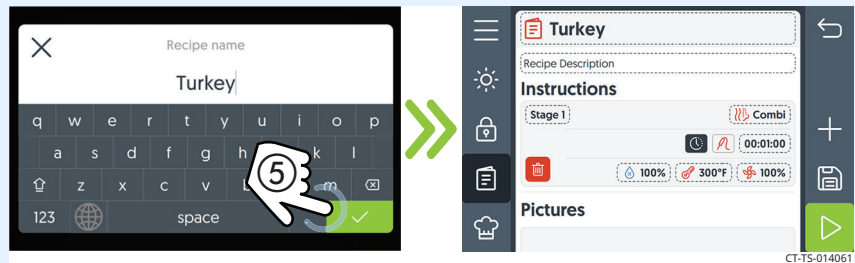 Recipe name
Turkey
q w e r t y u i o p
a s d f g h k l
z x c v b m
123 space
5
Turkey
Recipe Description
Instructions
Stage 1 Combi
00:01:00
100% 300°F 100%
Pictures
CT-TS-014061